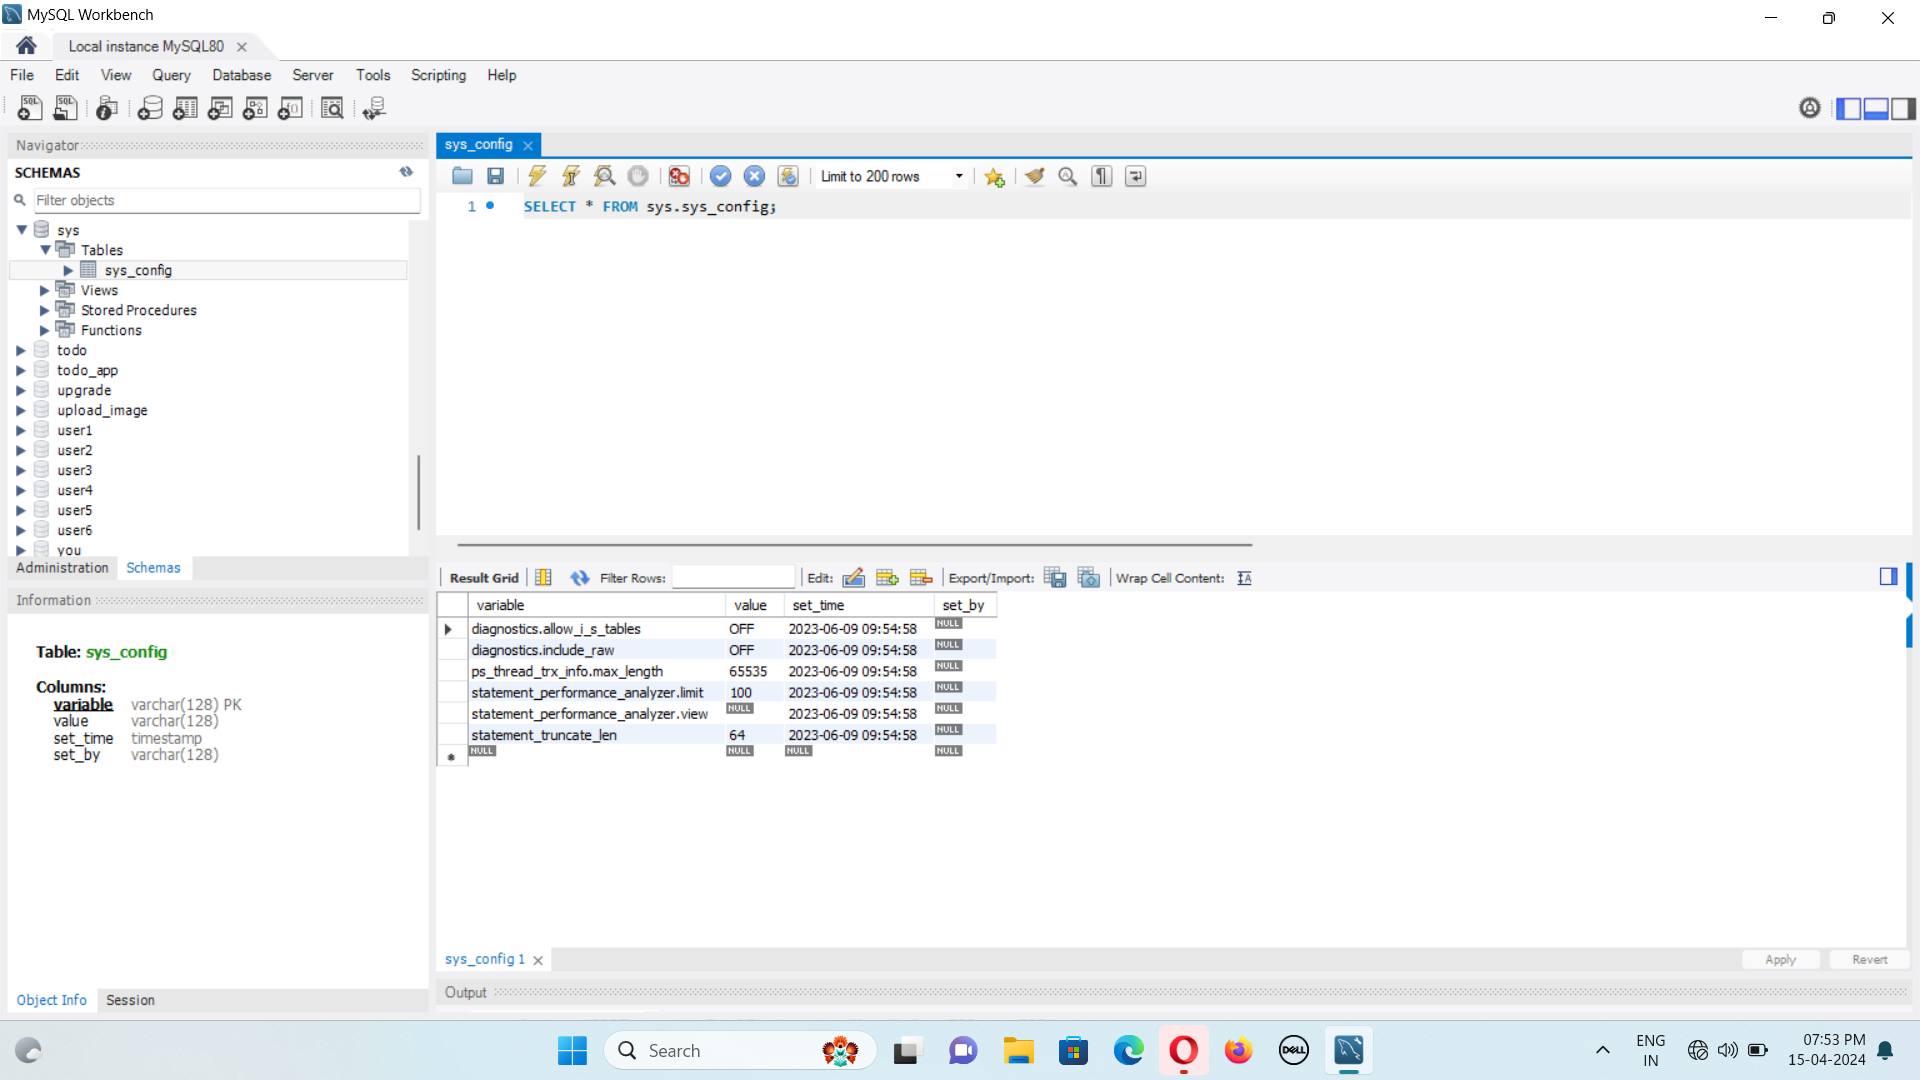 MySQL Workbench
Local instance MySQL80
File Edit View Query Database Server Tools Scripting Help
Navigator
SCHEMAS
Filter objects
sys
Tables
sys_config
Views
Stored Procedures
Functions
todo
todo_app
upgrade
upload_image
user1
user2
user3
user4
user5
user6
you
Administration Schemas
Information
Table: sys_config
Columns:
variable varchar(128) PK
value varchar(128)
set_time timestamp
set_by varchar(128)
Object Info Session
sys_config
Limit to 200 rows
1 SELECT * FROM sys.sys_config;
Result Grid Filter Rows: Edit: Export/Import: Wrap Cell Content:
variable value set_time set_by
diagnostics.allow_i_s_tables OFF 2023-06-09 09:54:58 NULL
diagnostics.include_raw OFF 2023-06-09 09:54:58 NULL
ps_thread_trx_info.max_length 65535 2023-06-09 09:54:58 NULL
statement_performance_analyzer.limit 100 2023-06-09 09:54:58 NULL
statement_performance_analyzer.view NULL 2023-06-09 09:54:58 NULL
statement_truncate_len 64 2023-06-09 09:54:58 NULL
NULL NULL NULL NULL
sys_config 1
Apply Revert
Output
Search
DELL
ENG
IN
07:53 PM
15-04-2024